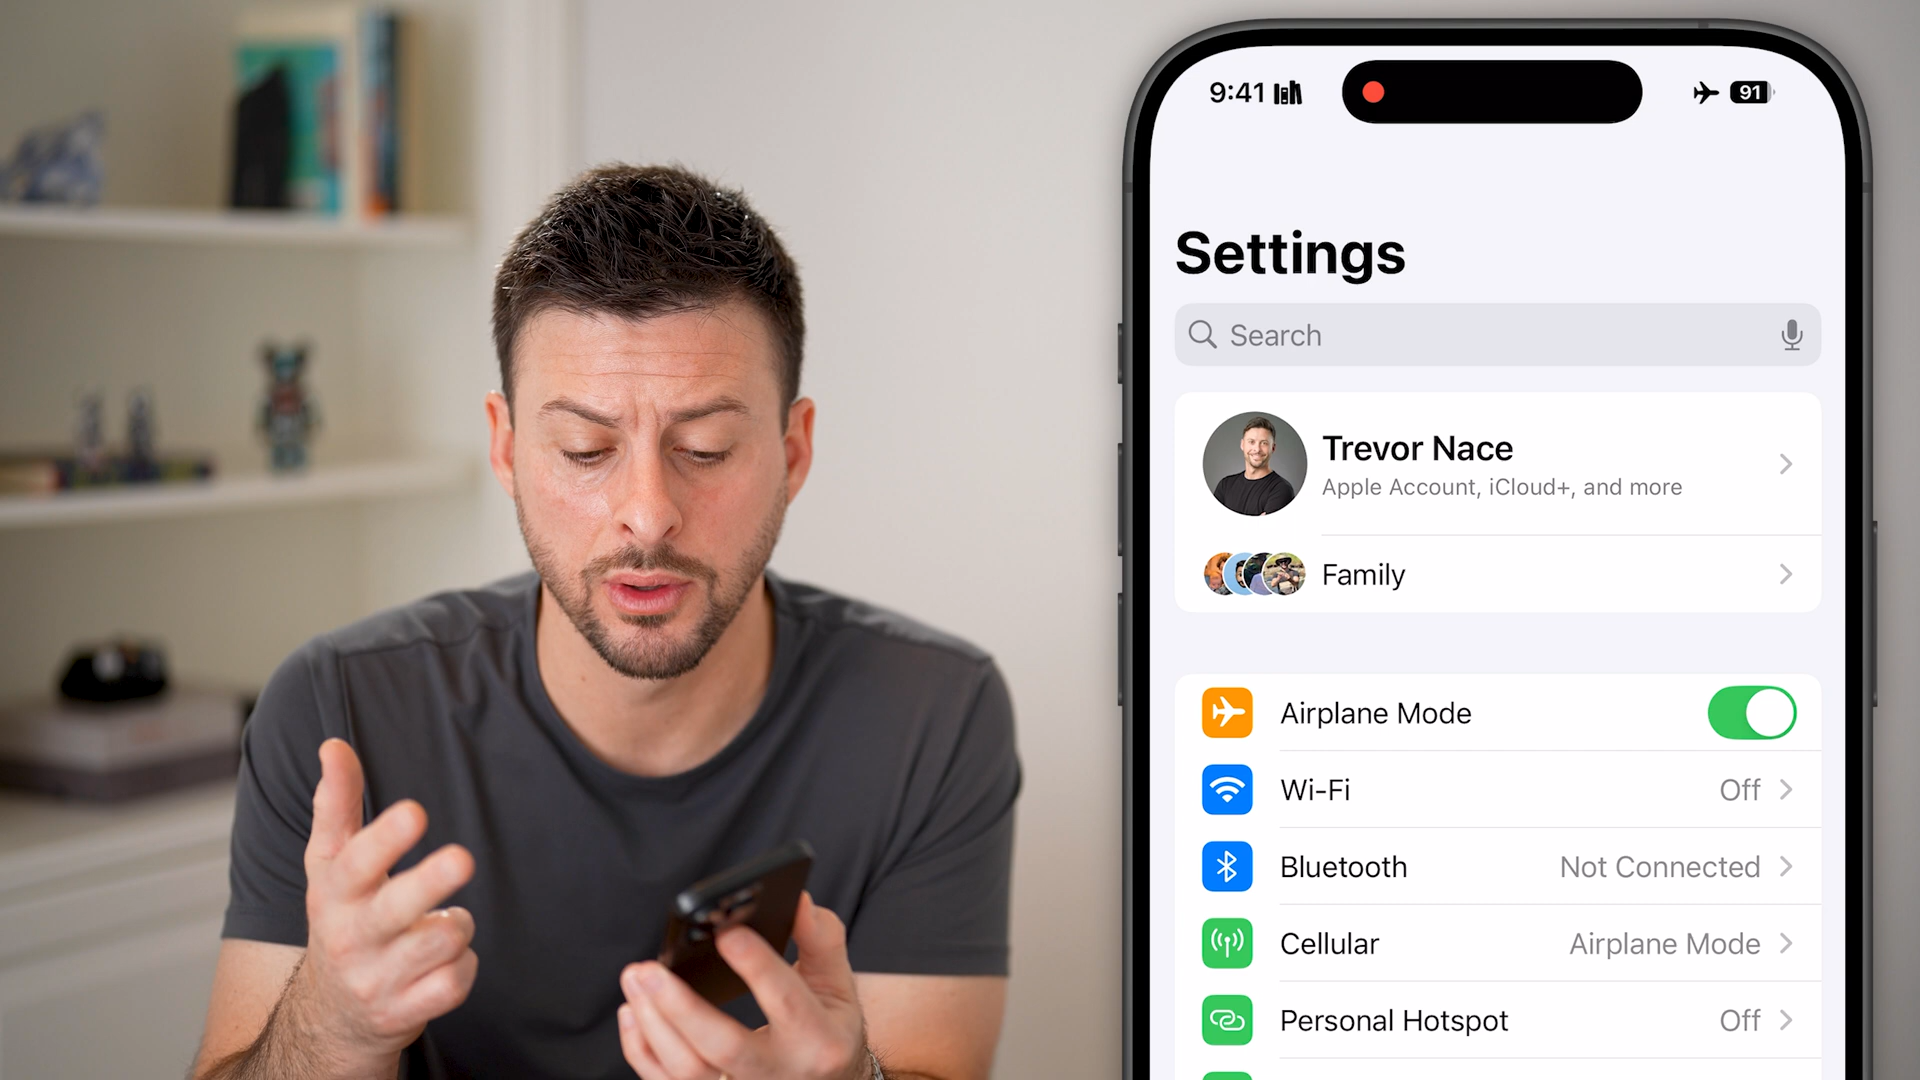 9:41
91
Settings
Search
Trevor Nace
Apple Account, iCloud+, and more
Family
Airplane Mode
Wi-Fi Off
Bluetooth Not Connected
Cellular Airplane Mode
Personal Hotspot Off